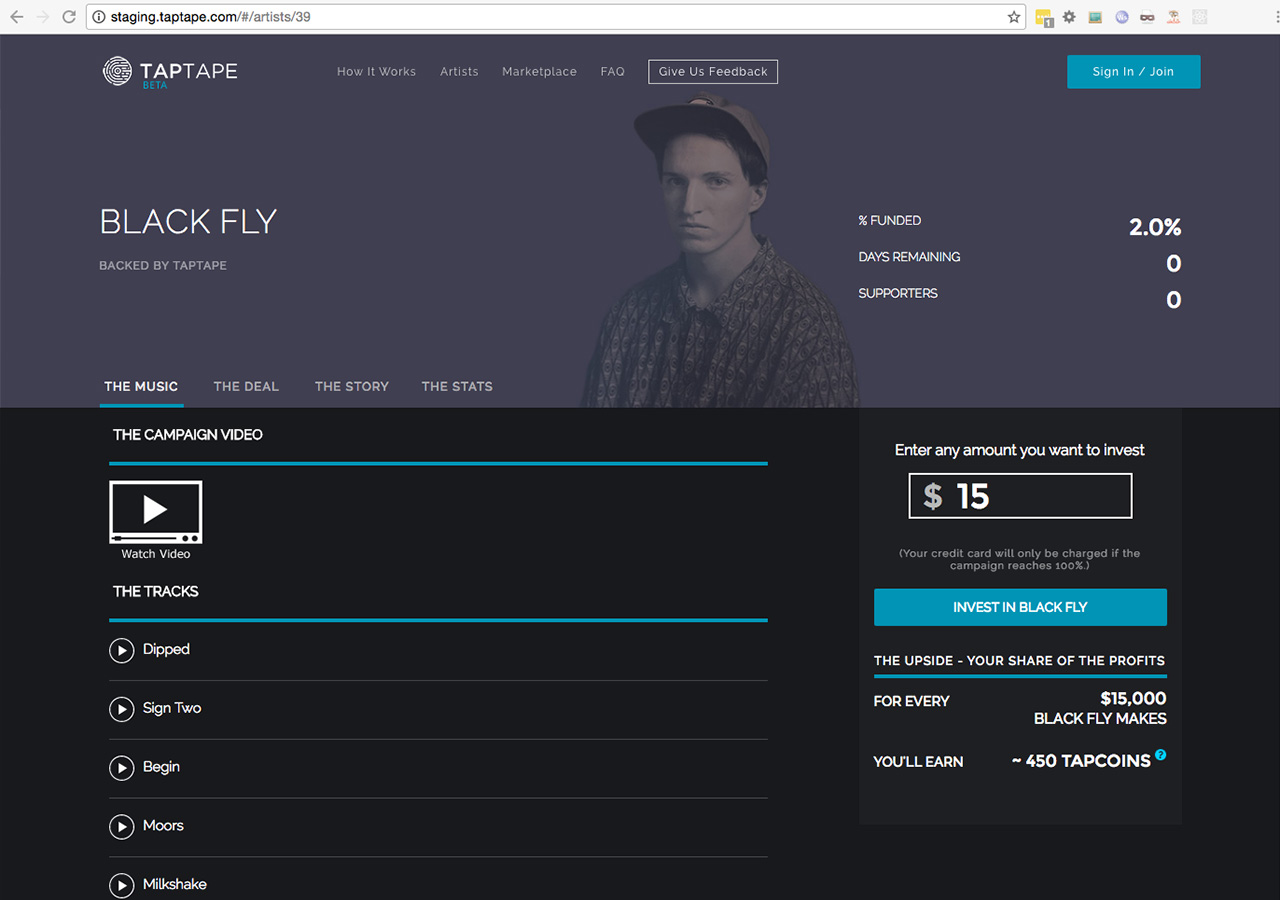 staging.taptape.com/#/artists/39
1
TAPTAPE
BETA
How It Works
Artists
Marketplace
FAQ
Give Us Feedback
Sign In / Join
BLACK FLY
BACKED BY TAPTAPE
% FUNDED 2.0%
DAYS REMAINING 0
SUPPORTERS 0
THE MUSIC
THE DEAL
THE STORY
THE STATS
THE CAMPAIGN VIDEO
Watch Video
THE TRACKS
Dipped
Sign Two
Begin
Moors
Milkshake
Enter any amount you want to invest
$ 15
(Your credit card will only be charged if the
campaign reaches 100%.)
INVEST IN BLACK FLY
THE UPSIDE - YOUR SHARE OF THE PROFITS
FOR EVERY $15,000
BLACK FLY MAKES
YOU'LL EARN ~ 450 TAPCOINS ?